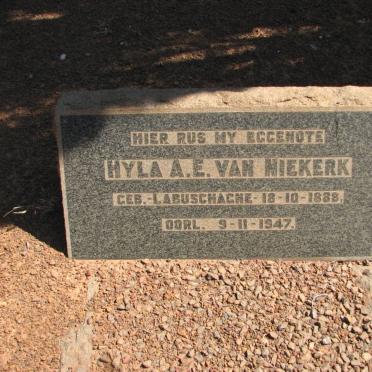 HIER RUS MY EGGENOTE
HYLA A.E. VAN NIEKERK
GEB.-LABUSCHAGNE-18-10-1888.
OORL. 9-11-1947.